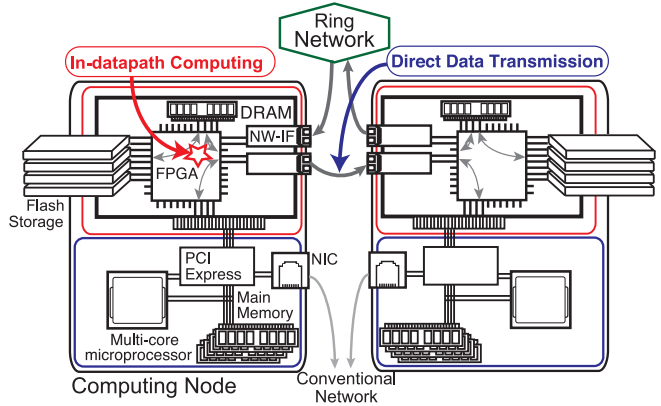 Ring
Network
In-datapath Computing
Direct Data Transmission
DRAM
NW-IF
FPGA
Flash
Storage
PCI
Express
NIC
Main
Memory
Multi-core
microprocessor
Computing Node
Conventional
Network